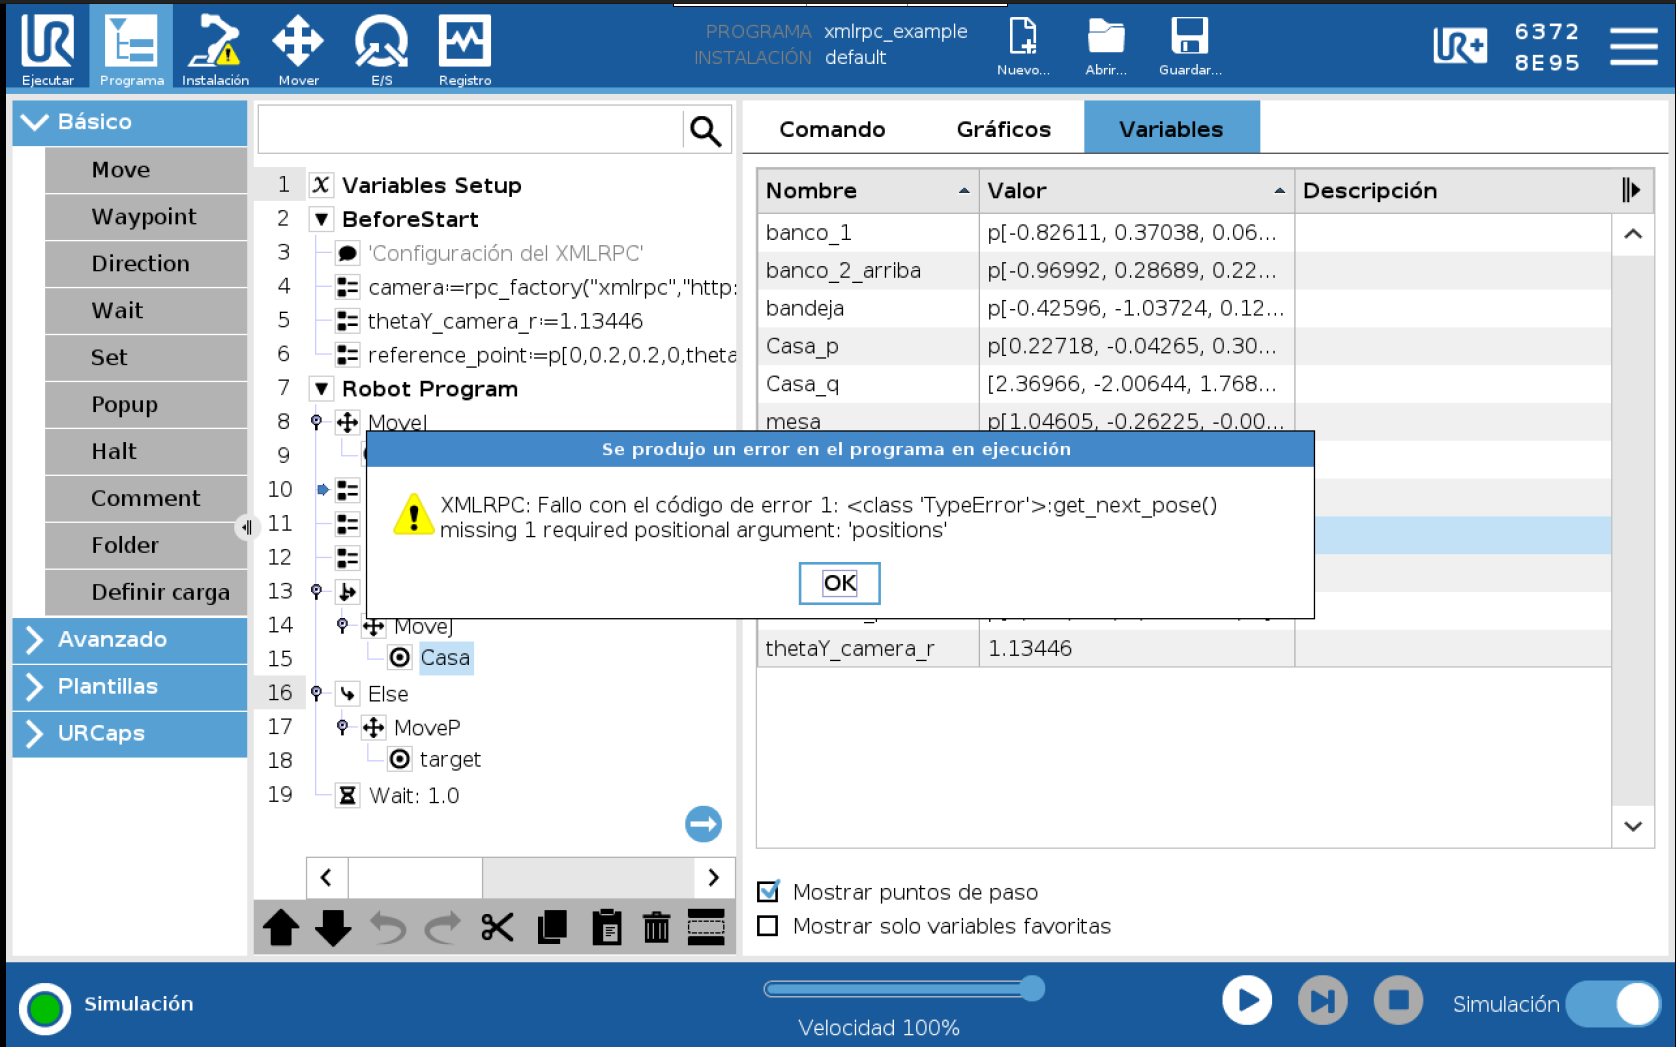 UR
Ejecutar
Programa
Instalación
Mover
E/S
Registro
PROGRAMA xmlrpc_example
INSTALACIÓN default
Nuevo...
Abrir...
Guardar...
UR+
6372
8E95
Básico
Move
Waypoint
Direction
Wait
Set
Popup
Halt
Comment
Folder
Definir carga
Avanzado
Plantillas
URCaps
1 X Variables Setup
2 BeforeStart
3 'Configuración del XMLRPC'
4 camera:=rpc_factory("xmlrpc","http:
5 thetaY_camera_r:=1.13446
6 reference_point:=p[0,0.2,0.2,0,theta
7 Robot Program
8 MoveJ
9
10
11
12
13
14 MoveJ
15 Casa
16 Else
17 MoveP
18 target
19 Wait: 1.0
Comando Gráficos Variables
Nombre Valor Descripción
banco_1 p[-0.82611, 0.37038, 0.06...
banco_2_arriba p[-0.96992, 0.28689, 0.22...
bandeja p[-0.42596, -1.03724, 0.12...
Casa_p p[0.22718, -0.04265, 0.30...
Casa_q [2.36966, -2.00644, 1.768...
mesa p[1.04605, -0.26225, -0.00...
thetaY_camera_r 1.13446
Se produjo un error en el programa en ejecución
XMLRPC: Fallo con el código de error 1: <class 'TypeError'>:get_next_pose()
missing 1 required positional argument: 'positions'
OK
Mostrar puntos de paso
Mostrar solo variables favoritas
Simulación
Velocidad 100%
Simulación